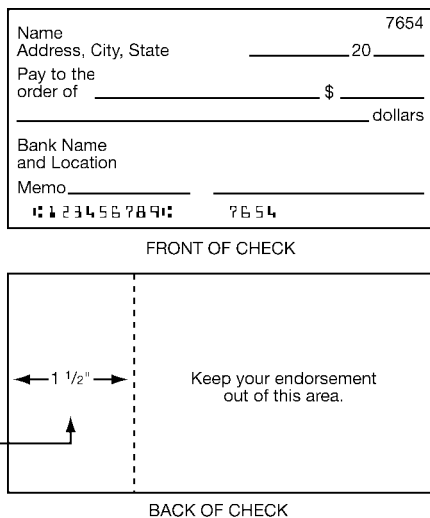 7654
Name
Address, City, State 20
Pay to the
order of $
dollars
Bank Name
and Location
Memo
⑆123456789⑆ 7654
FRONT OF CHECK
1 1/2"
Keep your endorsement
out of this area.
BACK OF CHECK